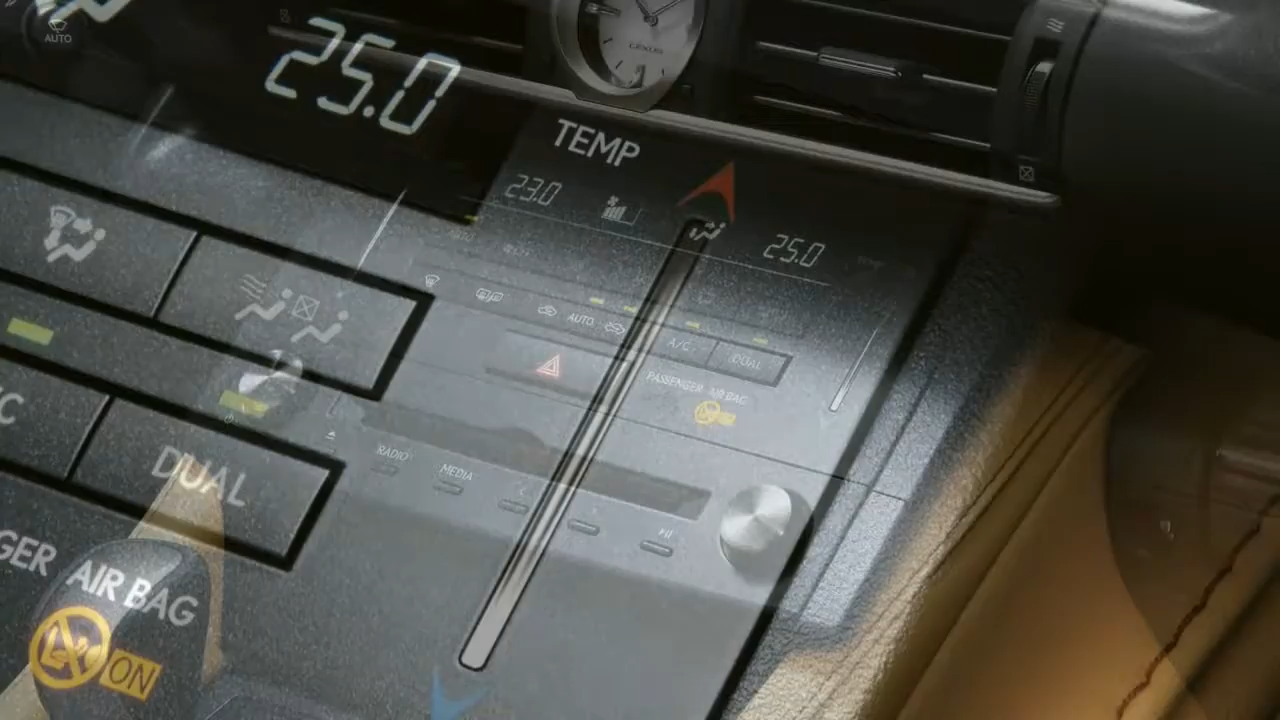 AUTO
25.0
LEXUS
TEMP
23.0
25.0
AUTO
A/C
DUAL
PASSENGER AIR BAG
RADIO
MEDIA
C
DUAL
GER AIR BAG
ON